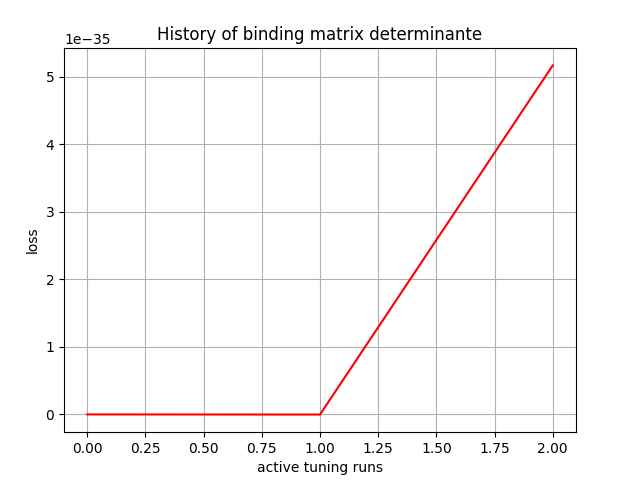 History of binding matrix determinante
1e−35
5
4
3
2
1
0
loss
0.00 0.25 0.50 0.75 1.00 1.25 1.50 1.75 2.00
active tuning runs